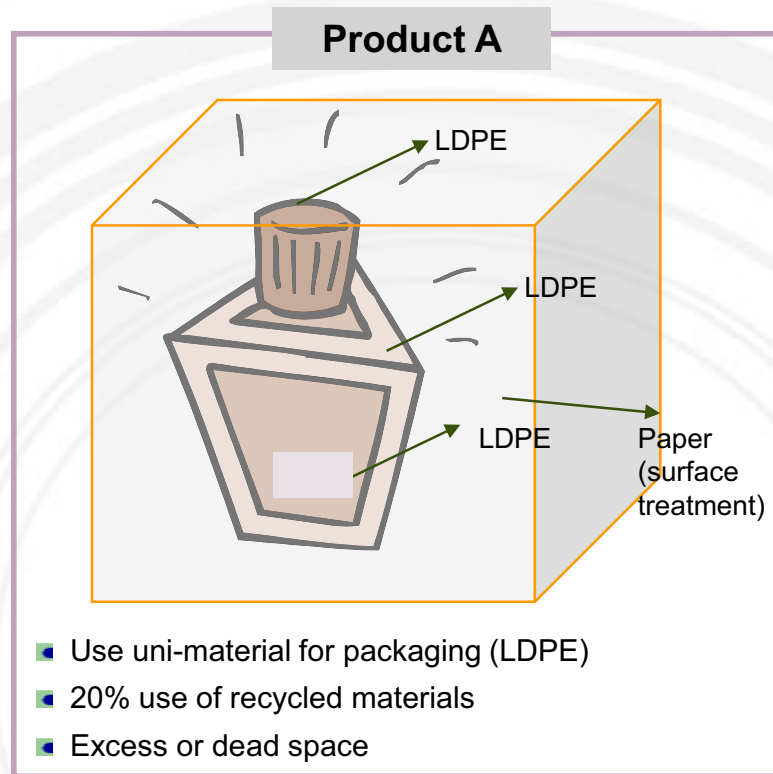 Product A
LDPE
LDPE
LDPE
Paper
(surface
treatment)
Use uni-material for packaging (LDPE)
20% use of recycled materials
Excess or dead space